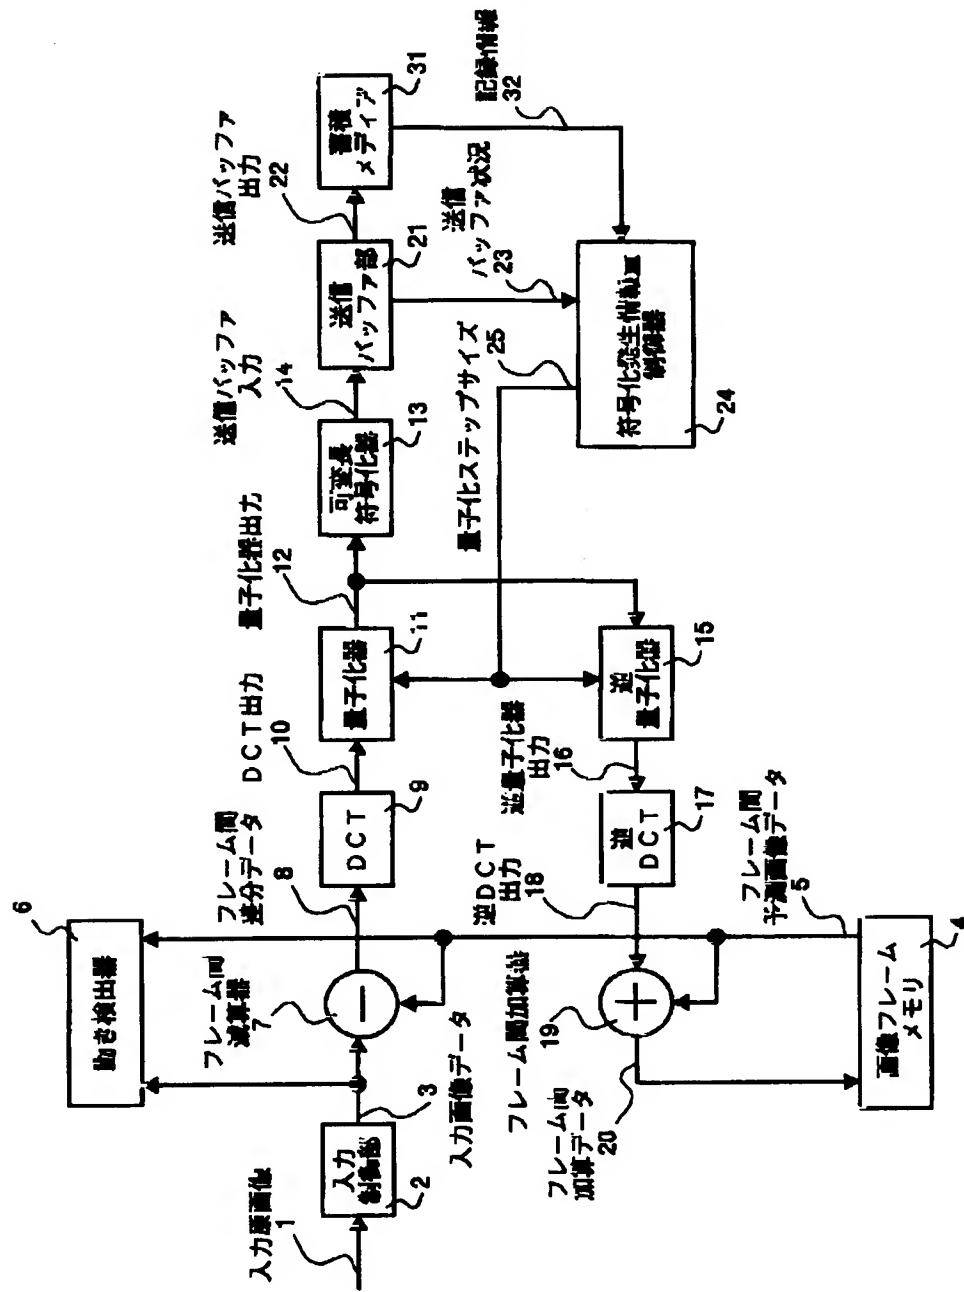 入力原画像
1
入力
制御部
2
3
入力画像データ
動き検出器
6
フレーム間
減算器
7
フレーム間
差分データ
8
DCT
9
DCT出力
10
量子化器
11
量子化器出力
12
可変長
符号化器
13
送信バッファ
入力
14
送信
バッファ部
21
送信バッファ
出力
22
蓄積
メディア
31
記録情報
32
送信
バッファ状況
23
符号化発生情報量
制御器
24
量子化ステップサイズ
25
逆
量子化器
15
逆量子化器
出力
16
逆
DCT
17
逆DCT
出力
18
フレーム間加算器
19
フレーム間
加算データ
20
フレーム間
予測画像データ
5
画像フレーム
メモリ
4